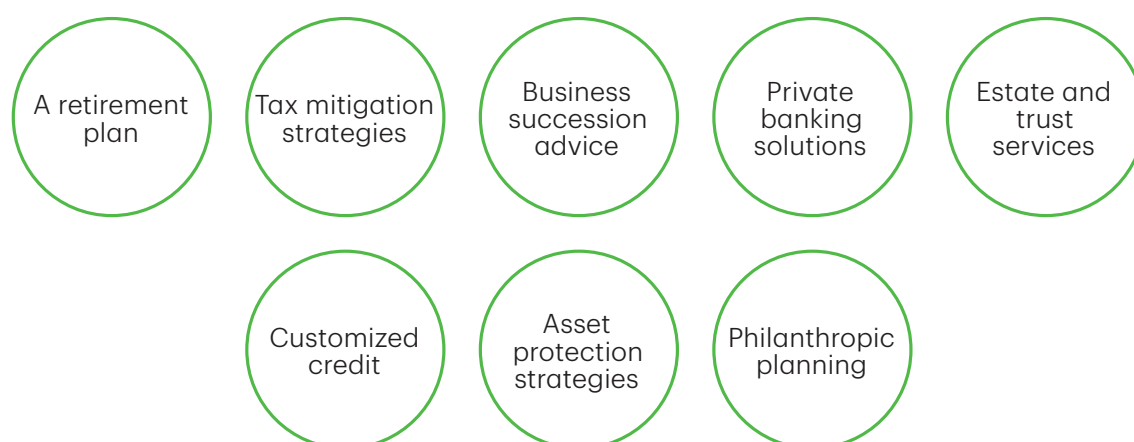 A retirement
plan
Tax mitigation
strategies
Business
succession
advice
Private
banking
solutions
Estate and
trust
services
Customized
credit
Asset
protection
strategies
Philanthropic
planning